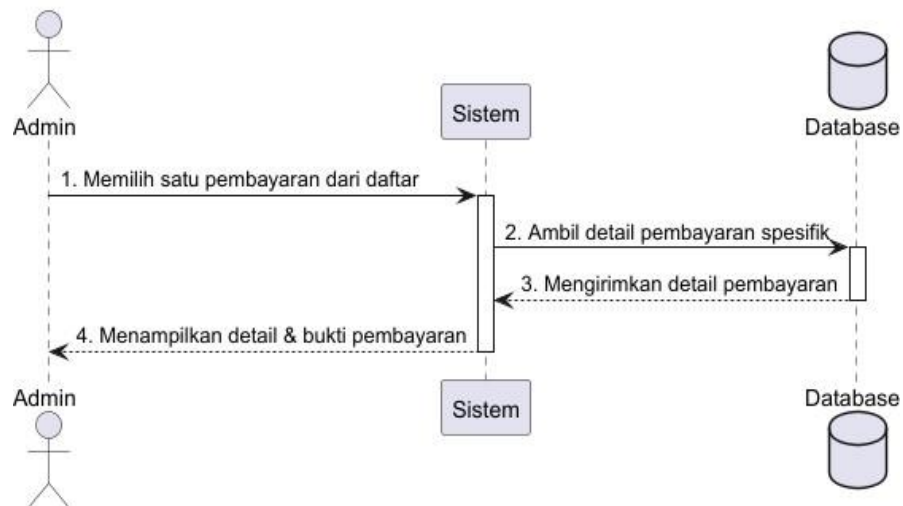 Admin
Sistem
Database
1. Memilih satu pembayaran dari daftar
2. Ambil detail pembayaran spesifik
3. Mengirimkan detail pembayaran
4. Menampilkan detail & bukti pembayaran
Admin
Sistem
Database